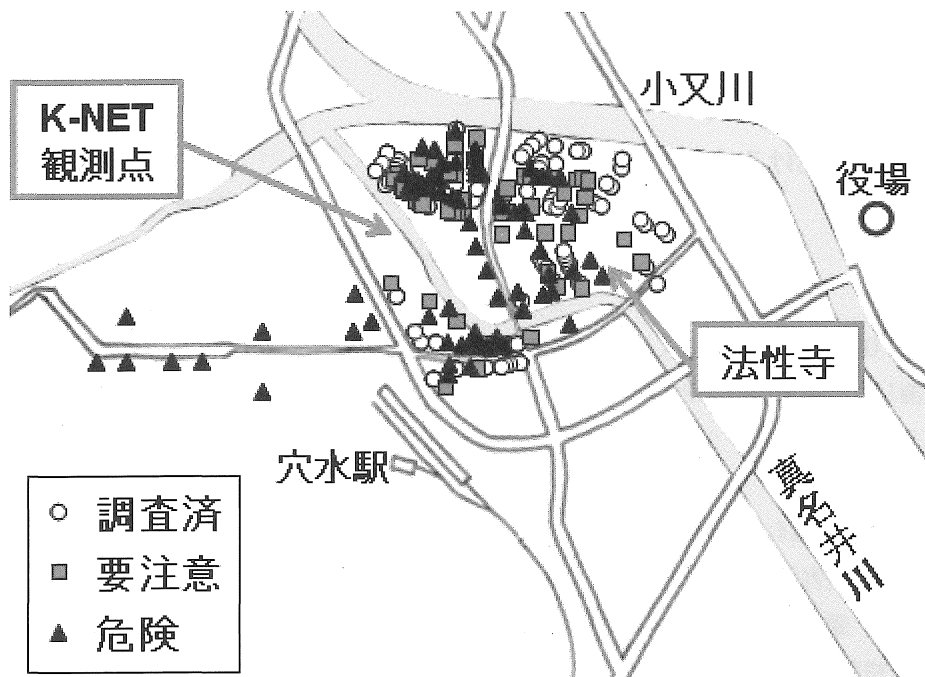 K-NET
観測点
小又川
役場
法性寺
穴水駅
真名井川
調査済
要注意
危険